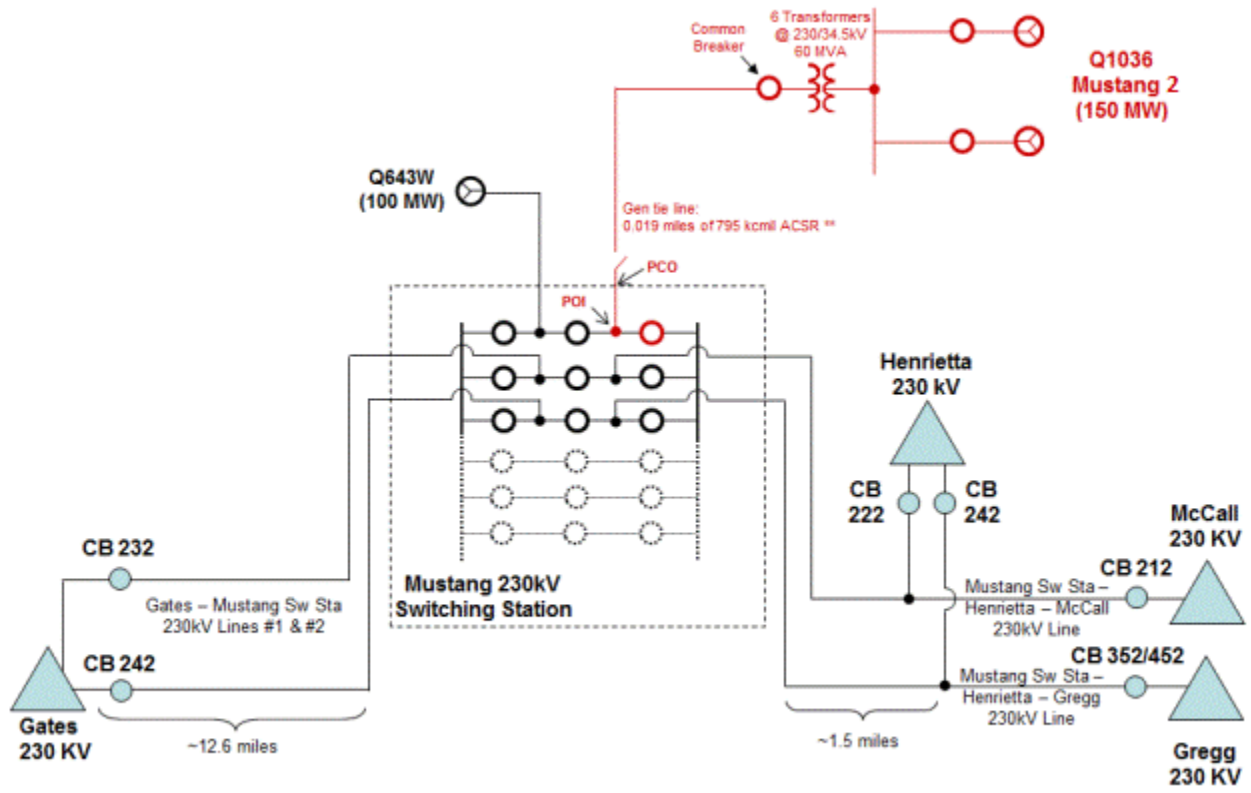 Common
Breaker
6 Transformers
@ 230/34.5kV
60 MVA
Q1036
Mustang 2
(150 MW)
Q643W
(100 MW)
Gen tie line:
0.019 miles of 795 kcmil ACSR **
PCO
POI
Henrietta
230 kV
CB
222
CB
242
McCall
230 KV
CB 212
CB 232
Gates – Mustang Sw Sta
230kV Lines #1 & #2
Mustang 230kV
Switching Station
Mustang Sw Sta –
Henrietta – McCall
230kV Line
CB 242
CB 352/452
Mustang Sw Sta –
Henrietta – Gregg
230kV Line
Gates
230 KV
~12.6 miles
~1.5 miles
Gregg
230 KV